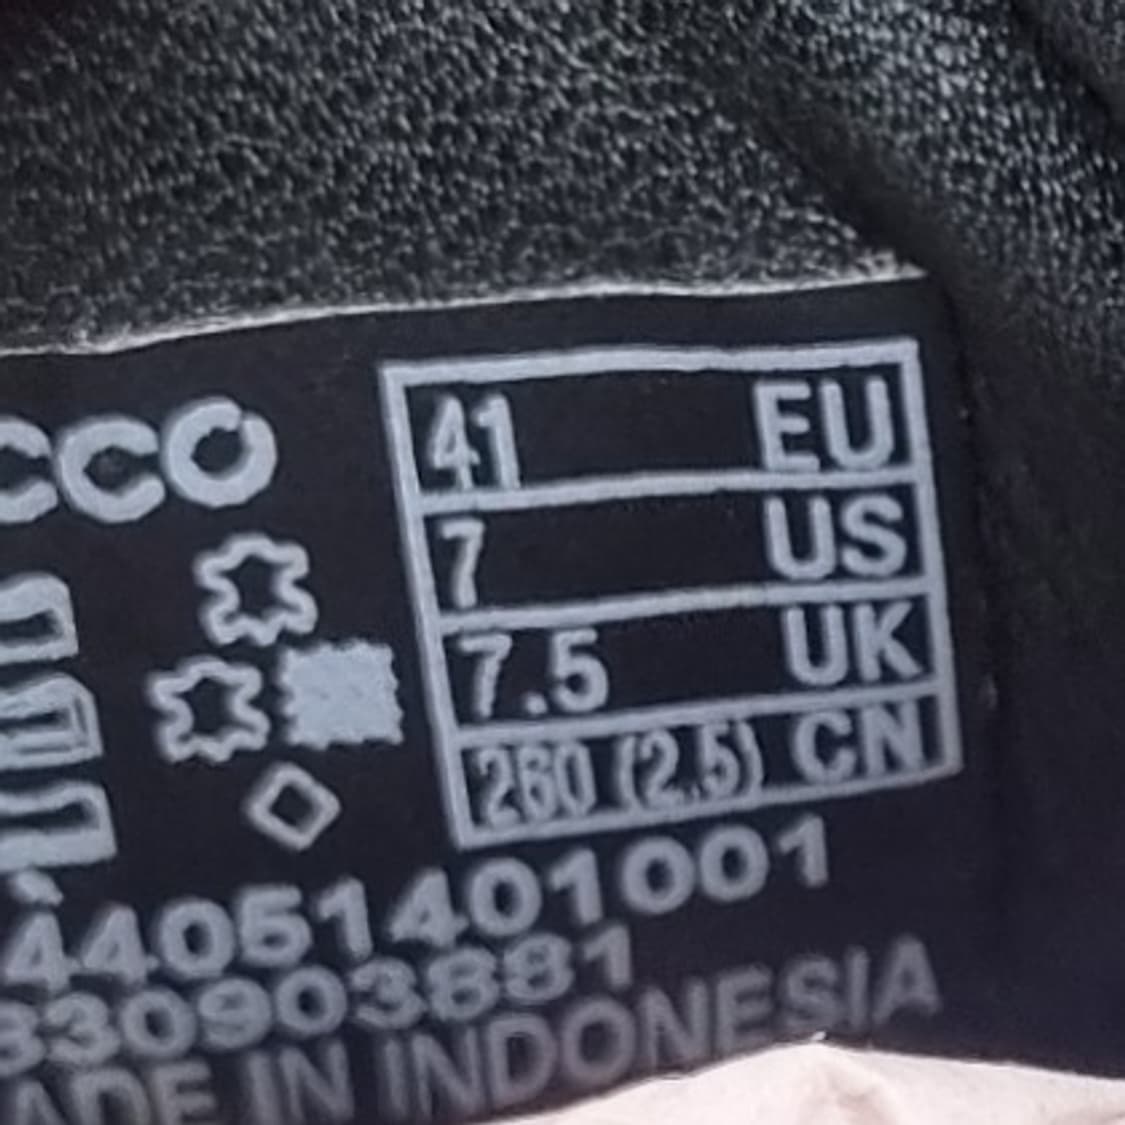 CCO
41 EU
7 US
7.5 UK
260 (2.5) CN
44051401001
330903881
ADE IN INDONESIA